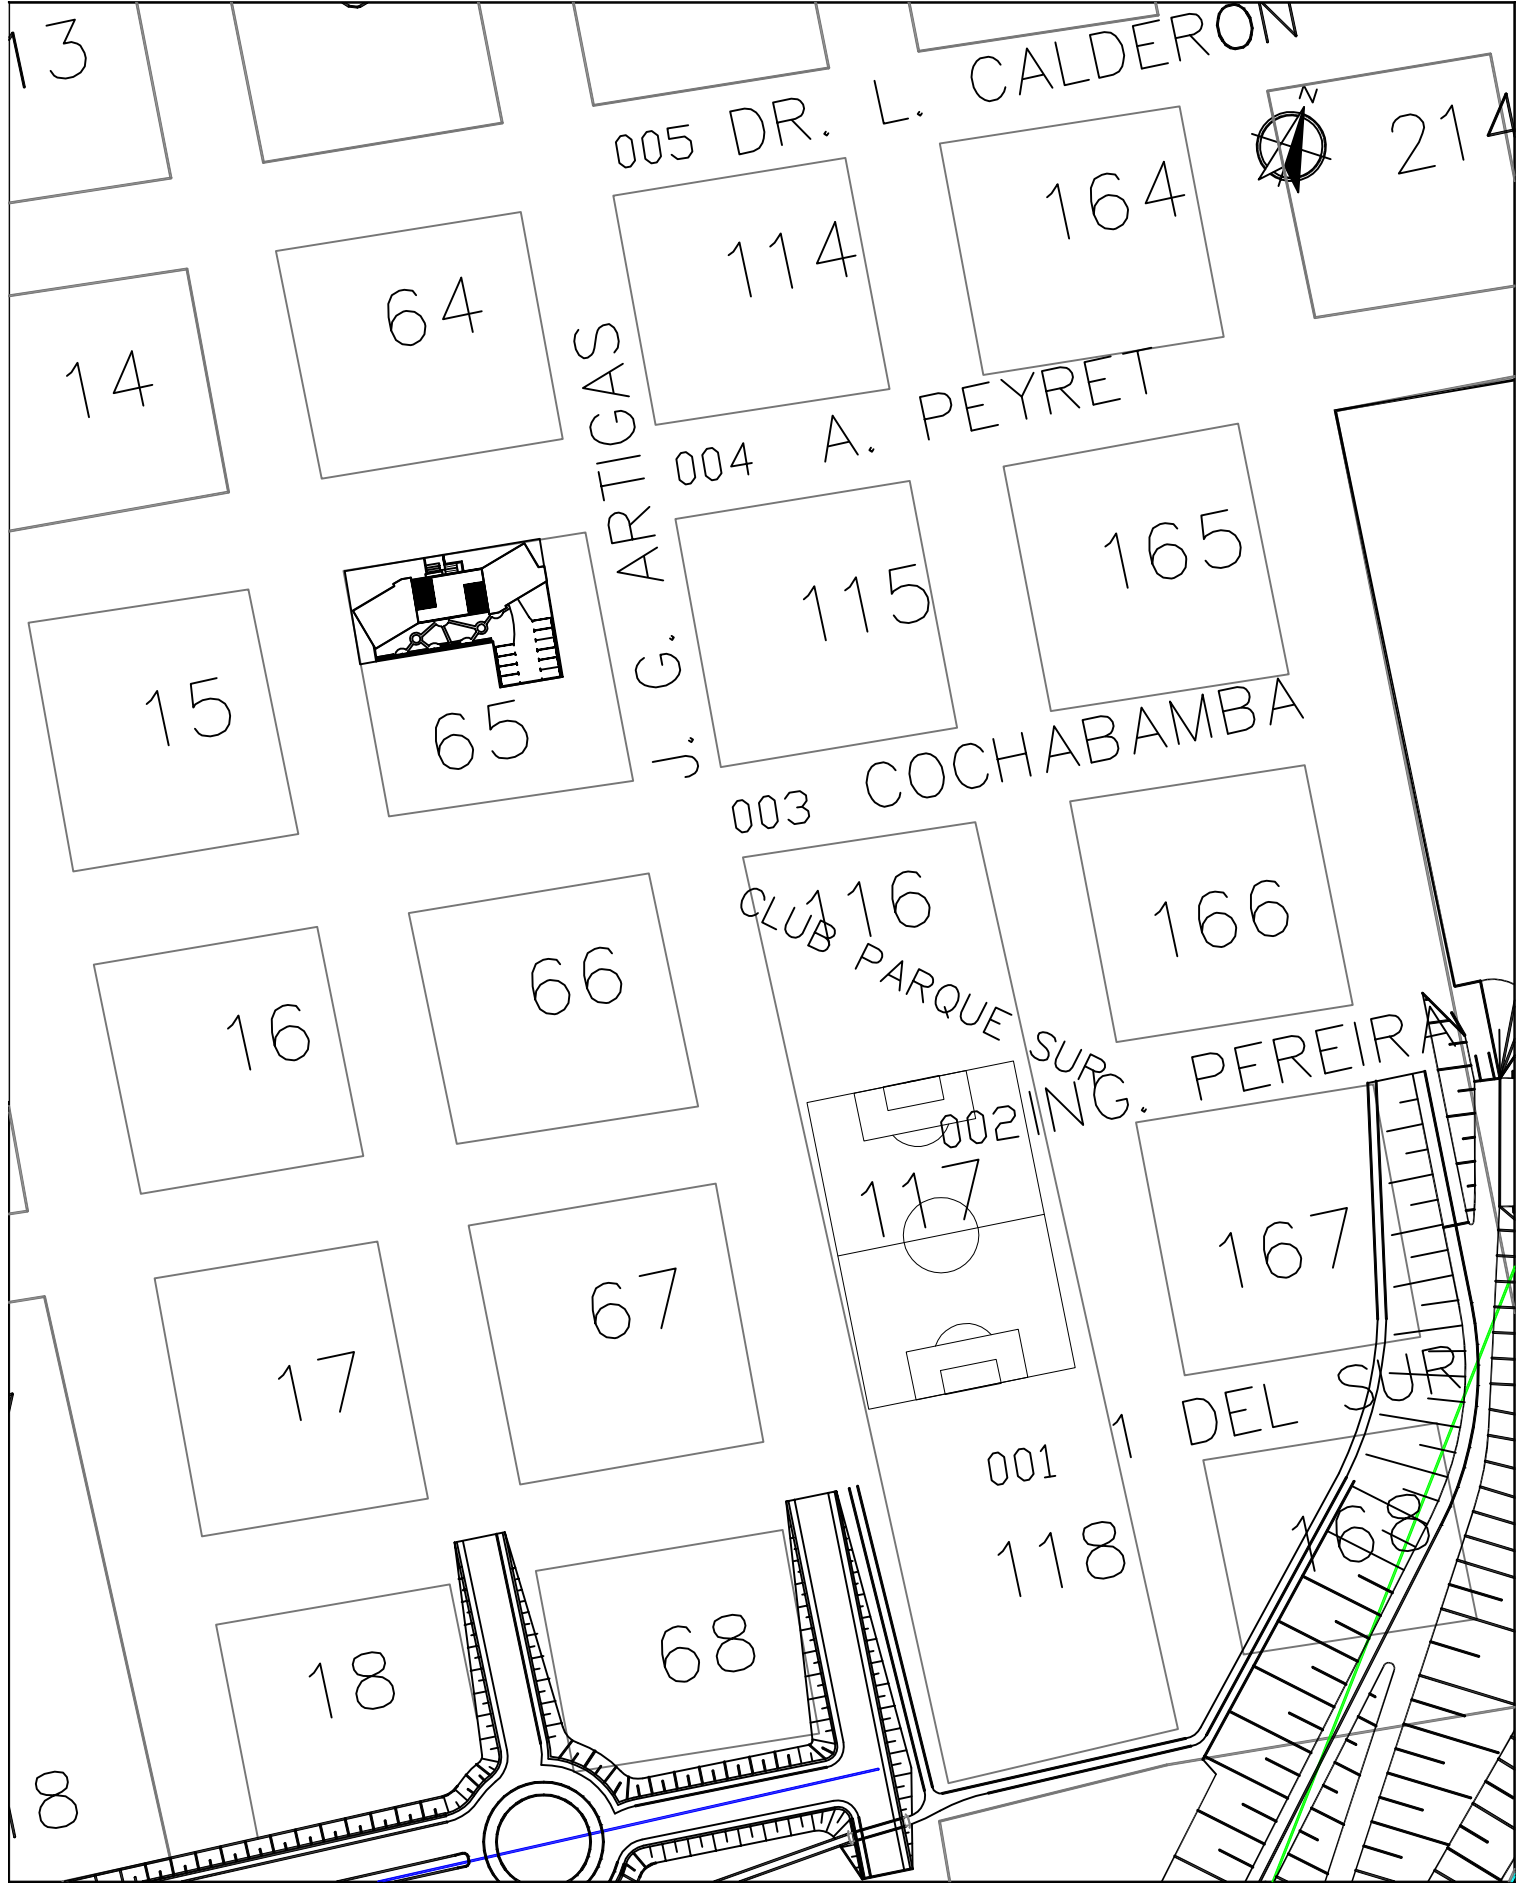 13
005 DR. L. CALDERON
N
214
164
114
64
14
J. G. ARTIGAS
004 A. PEYRET
165
115
65
15
003 COCHABAMBA
116
166
CLUB PARQUE SUR
66
16
002 ING. PEREIRA
117
167
67
17
001 1 DEL SUR
168
118
68
18
8